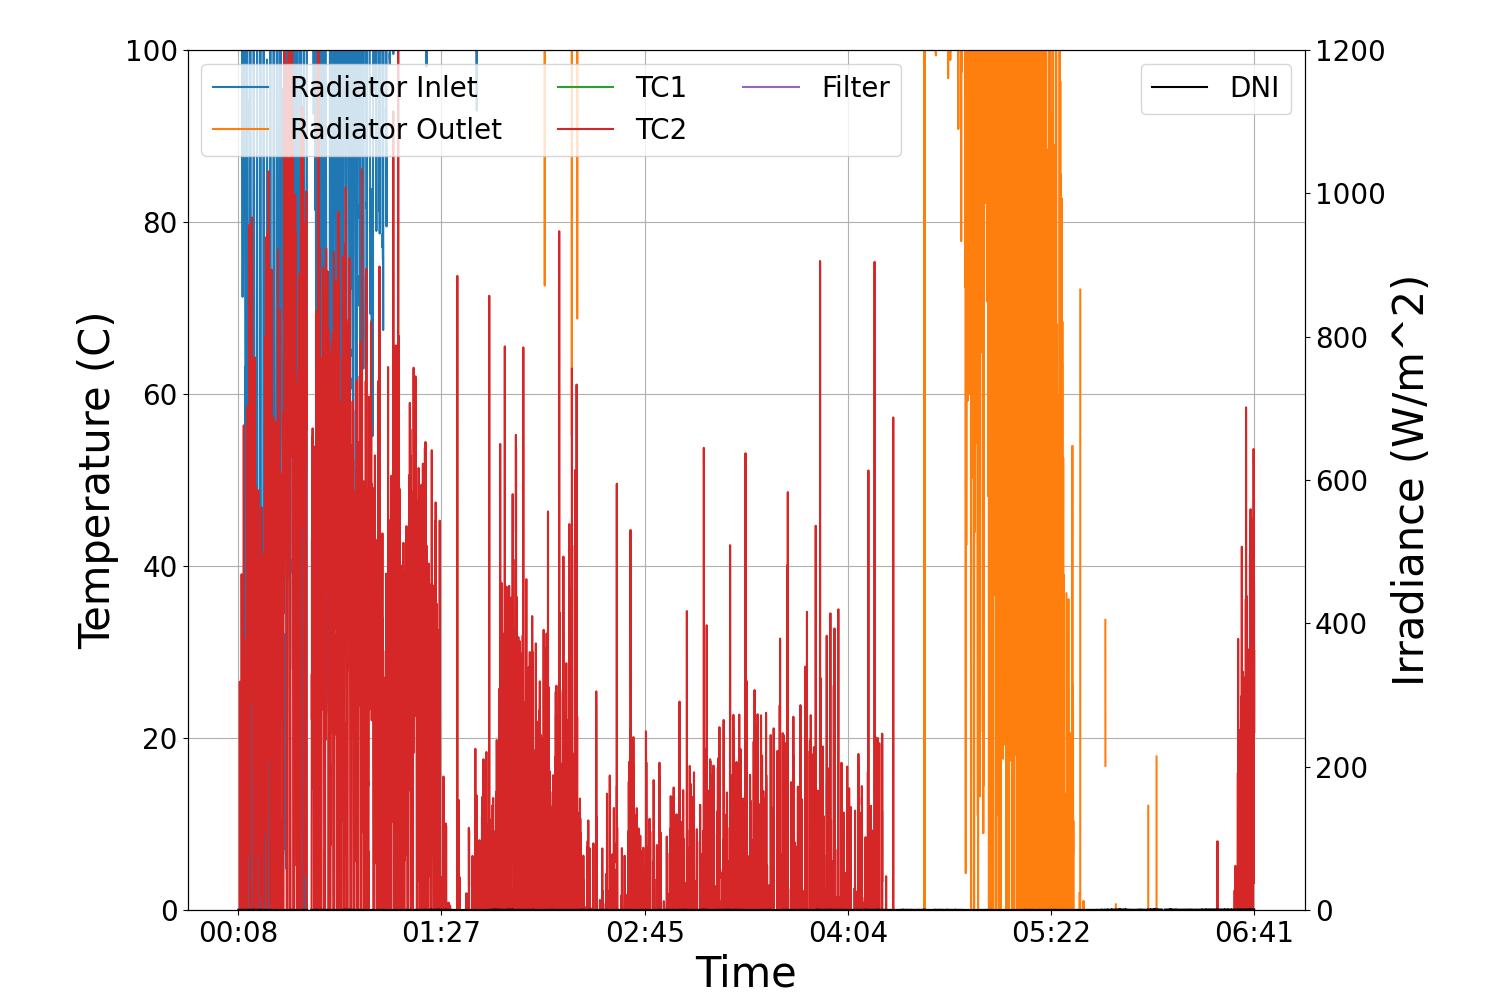 Radiator Inlet
Radiator Outlet
TC1
TC2
Filter
DNI
Temperature (C)
100
80
60
40
20
0
Irradiance (W/m^2)
1200
1000
800
600
400
200
0
00:08 01:27 02:45 04:04 05:22 06:41
Time